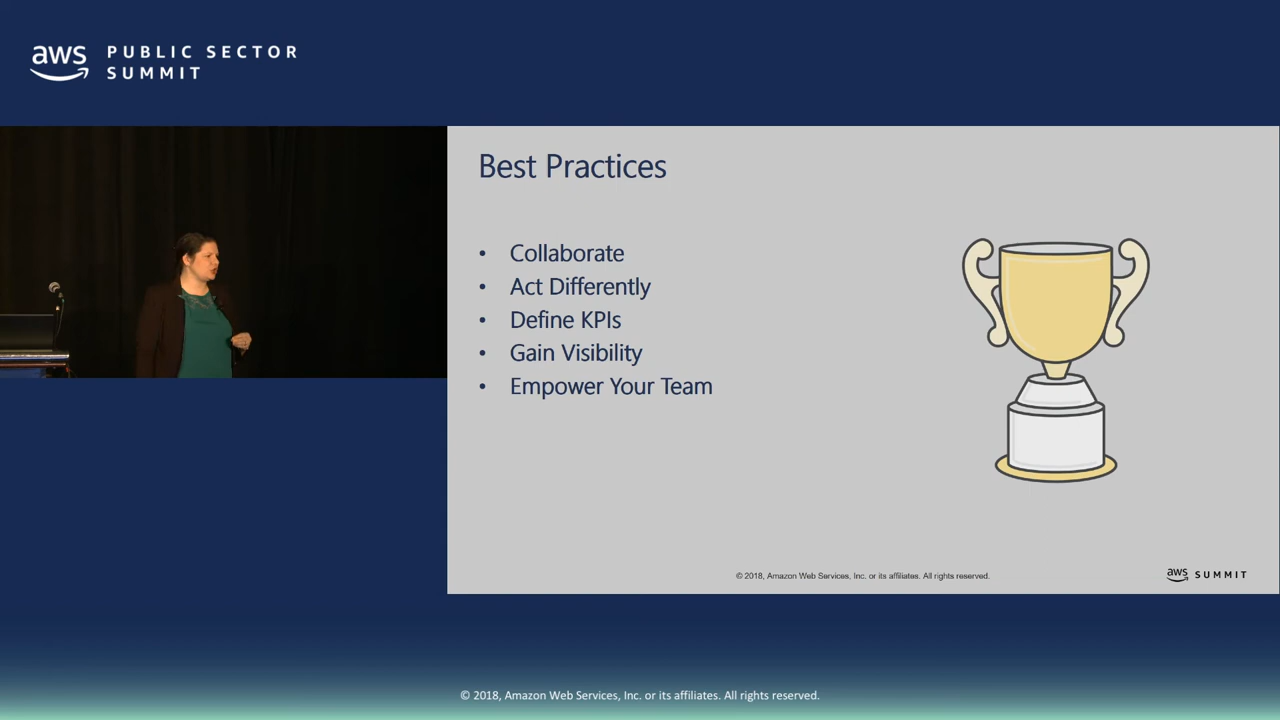 aws PUBLIC SECTOR
SUMMIT
Best Practices
• Collaborate
• Act Differently
• Define KPIs
• Gain Visibility
• Empower Your Team
© 2018, Amazon Web Services, Inc. or its affiliates. All rights reserved.
aws SUMMIT
© 2018, Amazon Web Services, Inc. or its affiliates. All rights reserved.